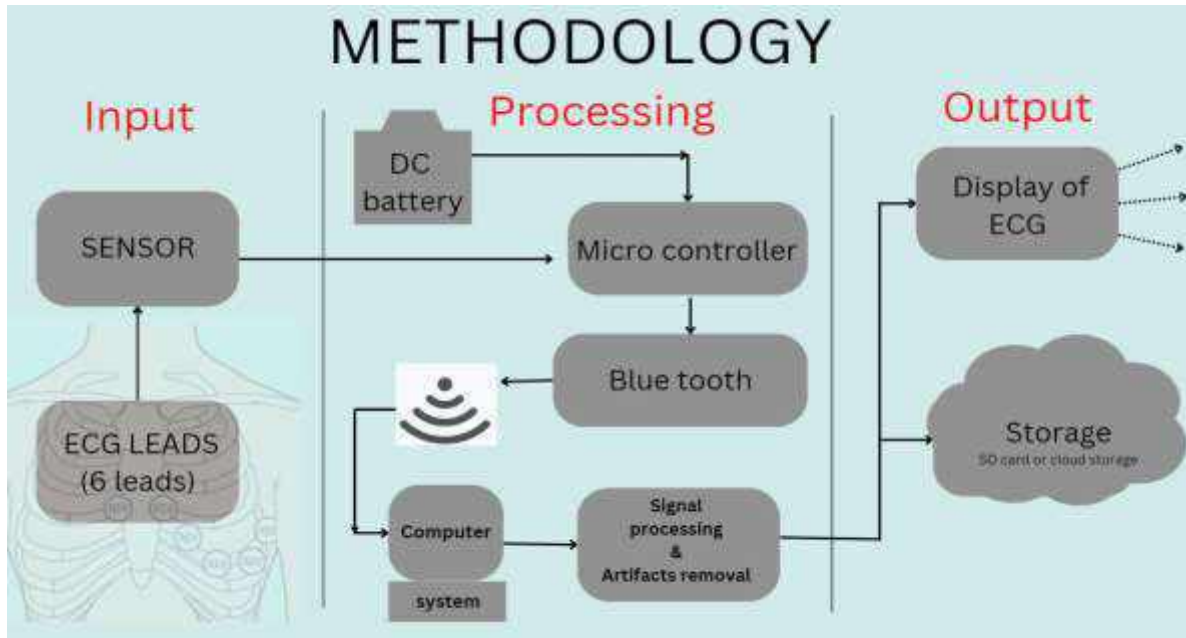 METHODOLOGY
Input
Processing
Output
SENSOR
ECG LEADS
(6 leads)
DC
battery
Micro controller
Blue tooth
Computer
system
Signal
processing
&
Artifacts removal
Display of
ECG
Storage
SD card or cloud storage